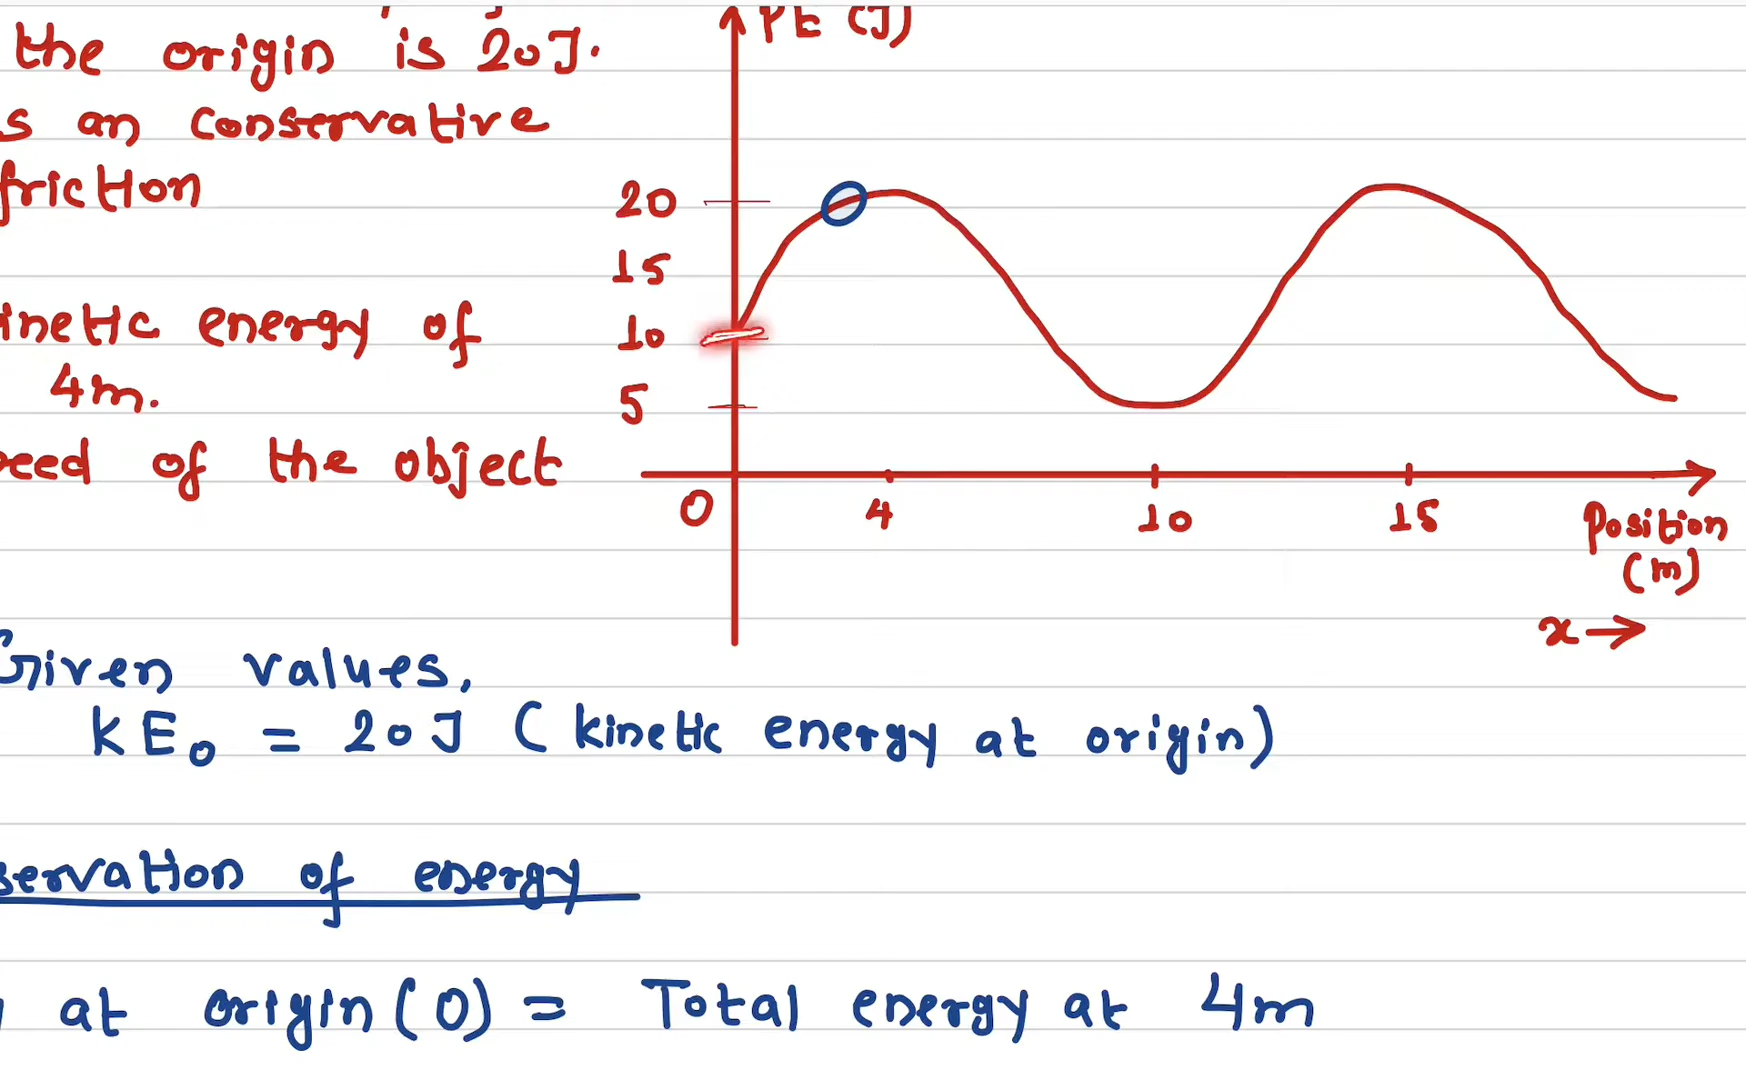 the origin is 20J.
s an conservative
friction
inetic energy of
4m.
eed of the object
PE (J)
20
15
10
5
0
4
10
15
Position
(m)
x →
Given values,
KE₀ = 20J (kinetic energy at origin)
servation of energy
at origin(0) = Total energy at 4m